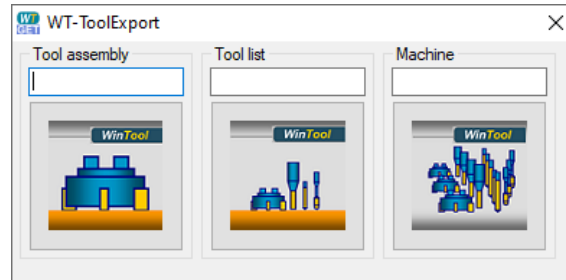 WT
GET
WT-ToolExport
Tool assembly
Tool list
Machine
WinTool
WinTool
WinTool